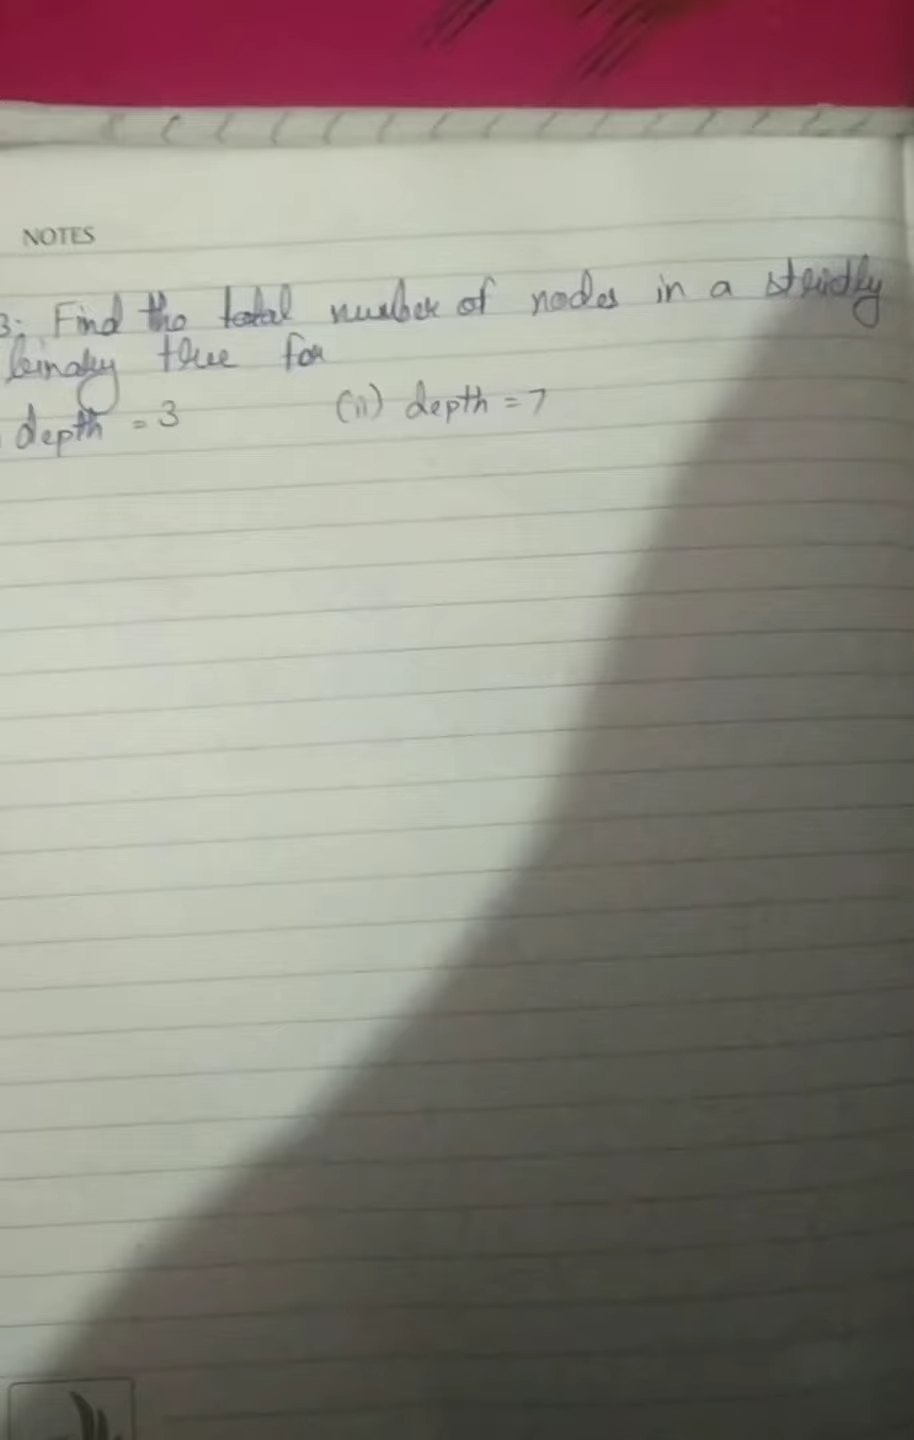 NOTES
3: Find the total number of nodes in a strictly
binary tree for
depth = 3 (ii) depth = 7